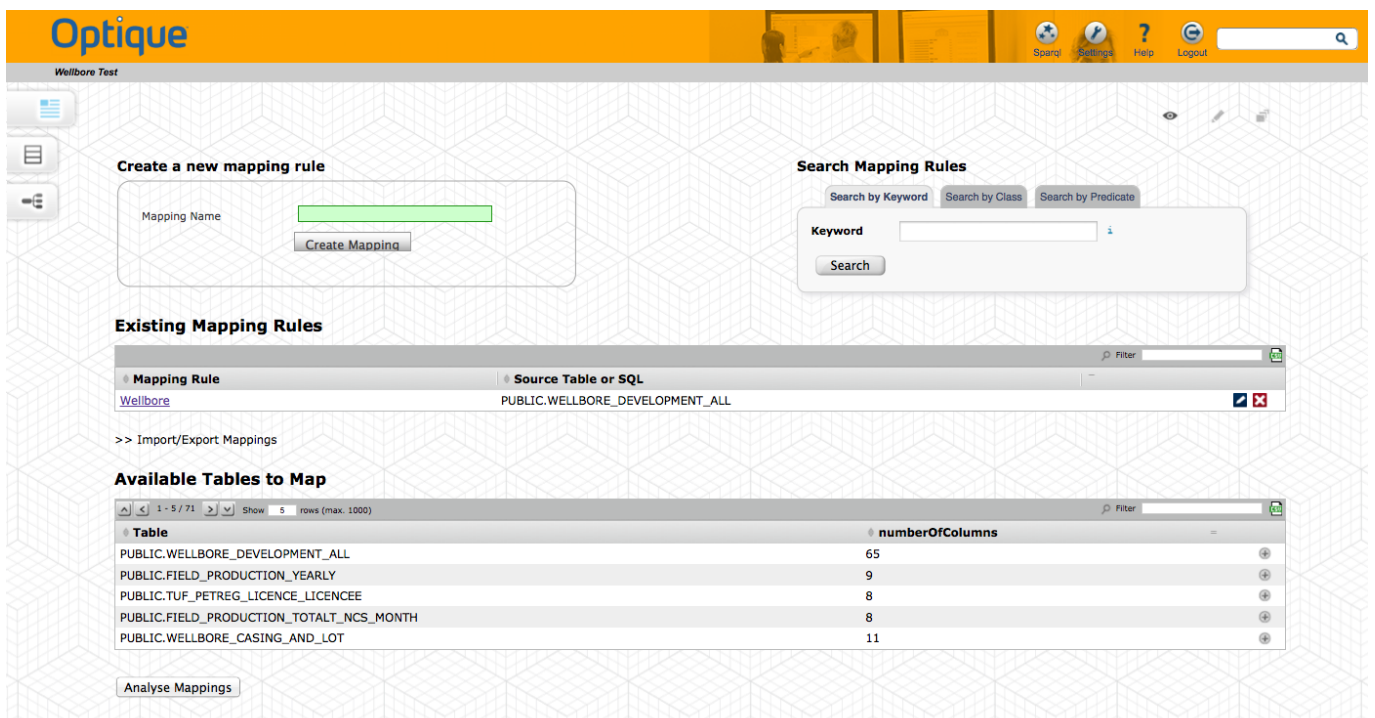 Optique
Sparql Settings Help Logout
Wellbore Test
Create a new mapping rule
Mapping Name
Create Mapping
Search Mapping Rules
Search by Keyword Search by Class Search by Predicate
Keyword i
Search
Existing Mapping Rules
Filter
Mapping Rule Source Table or SQL
Wellbore PUBLIC.WELLBORE_DEVELOPMENT_ALL
>> Import/Export Mappings
Available Tables to Map
1 - 5 / 71 Show 5 rows (max. 1000) Filter
Table numberOfColumns
PUBLIC.WELLBORE_DEVELOPMENT_ALL 65
PUBLIC.FIELD_PRODUCTION_YEARLY 9
PUBLIC.TUF_PETREG_LICENCE_LICENCEE 8
PUBLIC.FIELD_PRODUCTION_TOTALT_NCS_MONTH 8
PUBLIC.WELLBORE_CASING_AND_LOT 11
Analyse Mappings